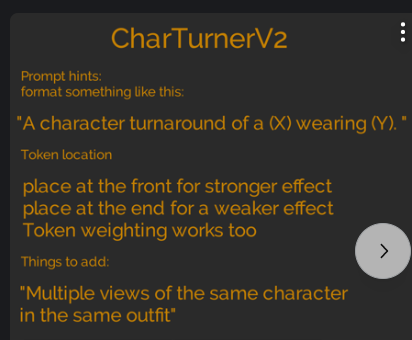 CharTurnerV2
Prompt hints:
format something like this:
"A character turnaround of a (X) wearing (Y). "
Token location
place at the front for stronger effect
place at the end for a weaker effect
Token weighting works too
Things to add:
"Multiple views of the same character
in the same outfit"